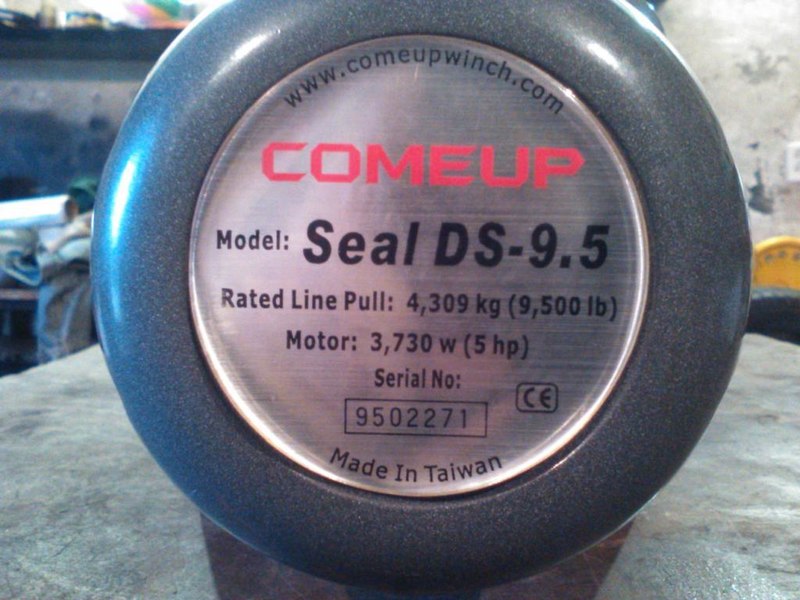 www.comeupwinch.com
COMEUP
Model: Seal DS-9.5
Rated Line Pull: 4,309 kg (9,500 lb)
Motor: 3,730 w (5 hp)
Serial No:
CE
9502271
Made In Taiwan